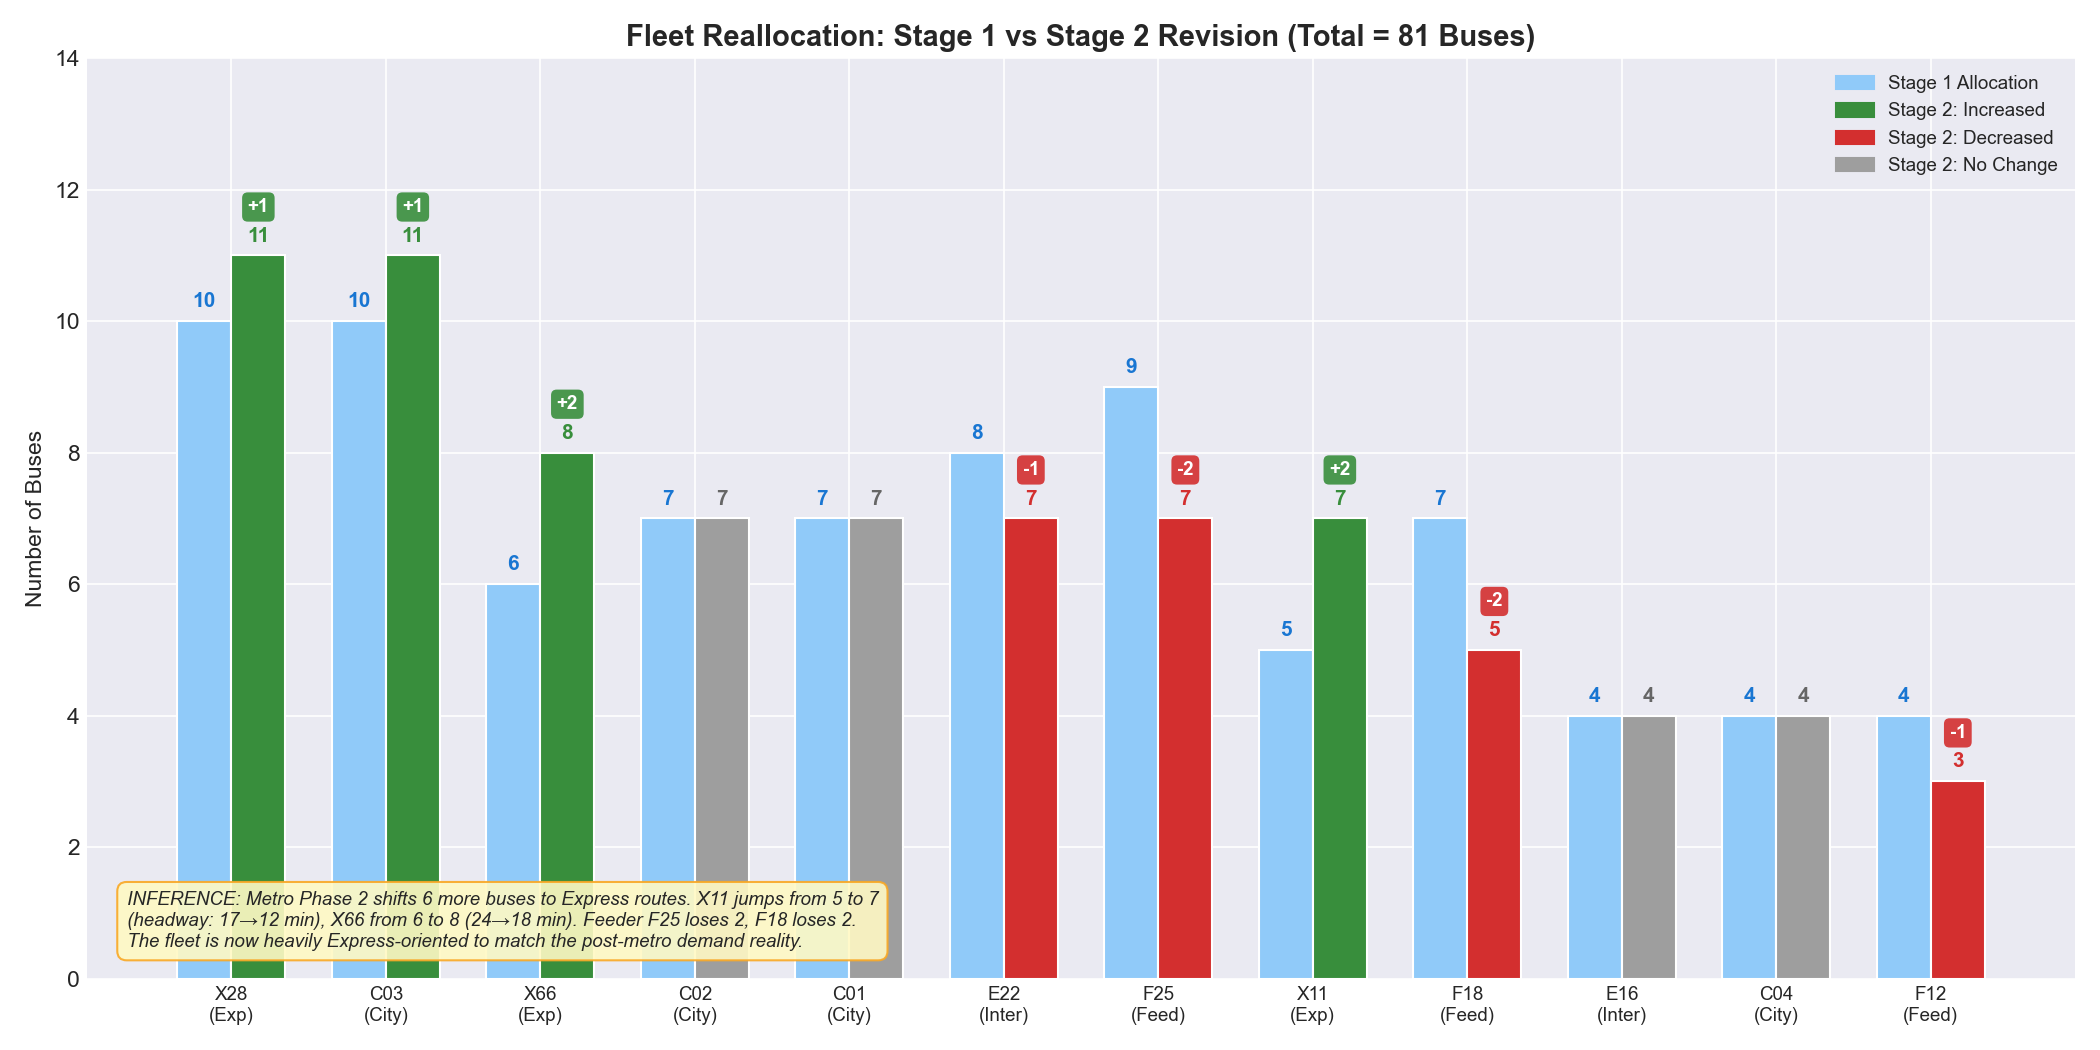 Fleet Reallocation: Stage 1 vs Stage 2 Revision (Total = 81 Buses)
Number of Buses
14
12
10
8
6
4
2
0
Stage 1 Allocation
Stage 2: Increased
Stage 2: Decreased
Stage 2: No Change
10
+1
11
10
+1
11
6
+2
8
7
7
7
7
8
-1
7
9
-2
7
5
+2
7
7
-2
5
4
4
4
4
4
-1
3
INFERENCE: Metro Phase 2 shifts 6 more buses to Express routes. X11 jumps from 5 to 7
(headway: 17→12 min), X66 from 6 to 8 (24→18 min). Feeder F25 loses 2, F18 loses 2.
The fleet is now heavily Express-oriented to match the post-metro demand reality.
X28
(Exp)
C03
(City)
X66
(Exp)
C02
(City)
C01
(City)
E22
(Inter)
F25
(Feed)
X11
(Exp)
F18
(Feed)
E16
(Inter)
C04
(City)
F12
(Feed)